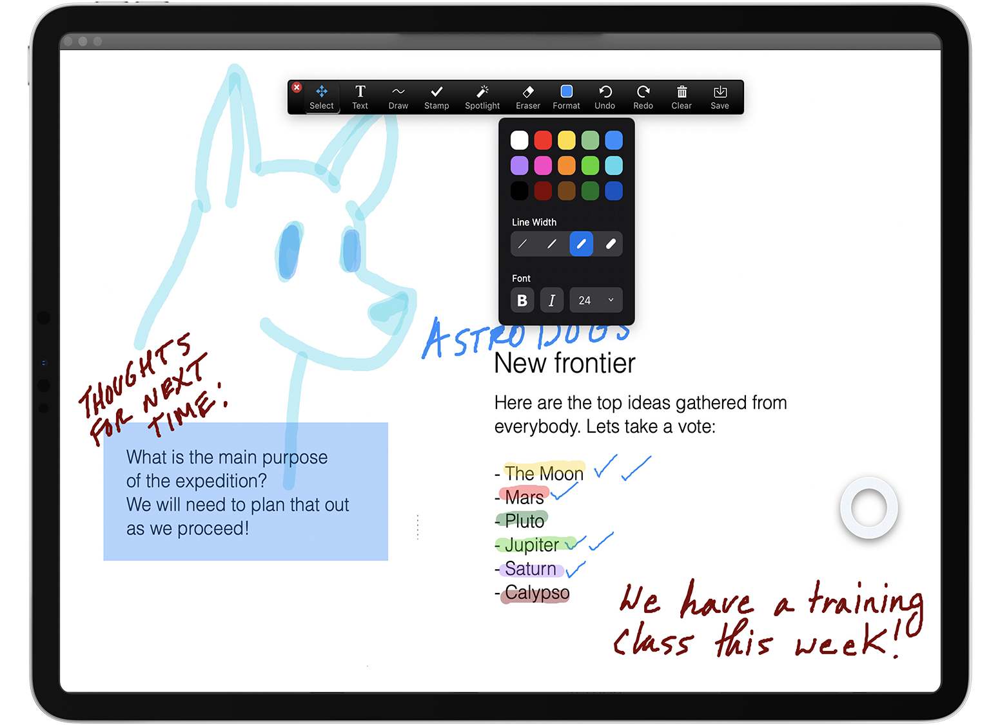 Select Text Draw Stamp Spotlight Eraser Format Undo Redo Clear Save
Line Width
Font
B I 24
ASTRO DOGS
THOUGHTS
FOR NEXT
TIME:
What is the main purpose
of the expedition?
We will need to plan that out
as we proceed!
New frontier
Here are the top ideas gathered from
everybody. Lets take a vote:
- The Moon
- Mars
- Pluto
- Jupiter
- Saturn
- Calypso
We have a training
class this week!